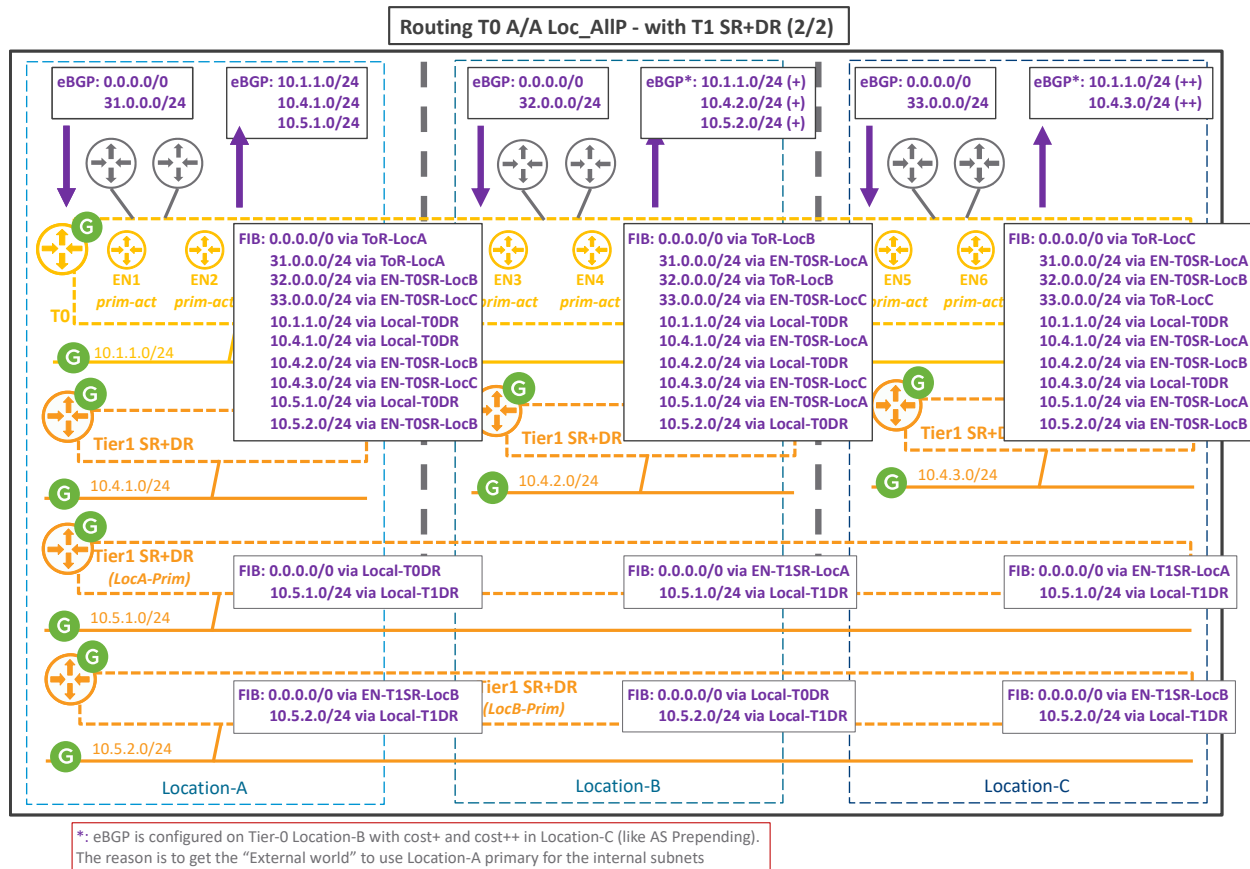 Routing T0 A/A Loc_AllP - with T1 SR+DR (2/2)
eBGP: 0.0.0.0/0
31.0.0.0/24
eBGP: 10.1.1.0/24
10.4.1.0/24
10.5.1.0/24
eBGP: 0.0.0.0/0
32.0.0.0/24
eBGP*: 10.1.1.0/24 (+)
10.4.2.0/24 (+)
10.5.2.0/24 (+)
eBGP: 0.0.0.0/0
33.0.0.0/24
eBGP*: 10.1.1.0/24 (++)
10.4.3.0/24 (++)
G
EN1
prim-act
EN2
prim-act
T0
FIB: 0.0.0.0/0 via ToR-LocA
31.0.0.0/24 via ToR-LocA
32.0.0.0/24 via EN-T0SR-LocB
33.0.0.0/24 via EN-T0SR-LocC
10.1.1.0/24 via Local-T0DR
10.4.1.0/24 via Local-T0DR
10.4.2.0/24 via EN-T0SR-LocB
10.4.3.0/24 via EN-T0SR-LocC
10.5.1.0/24 via Local-T0DR
10.5.2.0/24 via EN-T0SR-LocB
EN3
prim-act
EN4
prim-act
FIB: 0.0.0.0/0 via ToR-LocB
31.0.0.0/24 via EN-T0SR-LocA
32.0.0.0/24 via ToR-LocB
33.0.0.0/24 via EN-T0SR-LocC
10.1.1.0/24 via Local-T0DR
10.4.1.0/24 via EN-T0SR-LocA
10.4.2.0/24 via Local-T0DR
10.4.3.0/24 via EN-T0SR-LocC
10.5.1.0/24 via EN-T0SR-LocA
10.5.2.0/24 via Local-T0DR
EN5
prim-act
EN6
prim-act
FIB: 0.0.0.0/0 via ToR-LocC
31.0.0.0/24 via EN-T0SR-LocA
32.0.0.0/24 via EN-T0SR-LocB
33.0.0.0/24 via ToR-LocC
10.1.1.0/24 via Local-T0DR
10.4.1.0/24 via EN-T0SR-LocA
10.4.2.0/24 via EN-T0SR-LocB
10.4.3.0/24 via Local-T0DR
10.5.1.0/24 via EN-T0SR-LocA
10.5.2.0/24 via EN-T0SR-LocB
G
10.1.1.0/24
G
Tier1 SR+DR
G
10.4.1.0/24
G
Tier1 SR+DR
G
10.4.2.0/24
G
Tier1 SR+D
G
10.4.3.0/24
G
Tier1 SR+DR
(LocA-Prim)
FIB: 0.0.0.0/0 via Local-T0DR
10.5.1.0/24 via Local-T1DR
FIB: 0.0.0.0/0 via EN-T1SR-LocA
10.5.1.0/24 via Local-T1DR
FIB: 0.0.0.0/0 via EN-T1SR-LocA
10.5.1.0/24 via Local-T1DR
G
10.5.1.0/24
G
FIB: 0.0.0.0/0 via EN-T1SR-LocB
10.5.2.0/24 via Local-T1DR
Tier1 SR+DR
(LocB-Prim)
FIB: 0.0.0.0/0 via Local-T0DR
10.5.2.0/24 via Local-T1DR
FIB: 0.0.0.0/0 via EN-T1SR-LocB
10.5.2.0/24 via Local-T1DR
G
10.5.2.0/24
Location-A
Location-B
Location-C
*: eBGP is configured on Tier-0 Location-B with cost+ and cost++ in Location-C (like AS Prepending).
The reason is to get the “External world” to use Location-A primary for the internal subnets